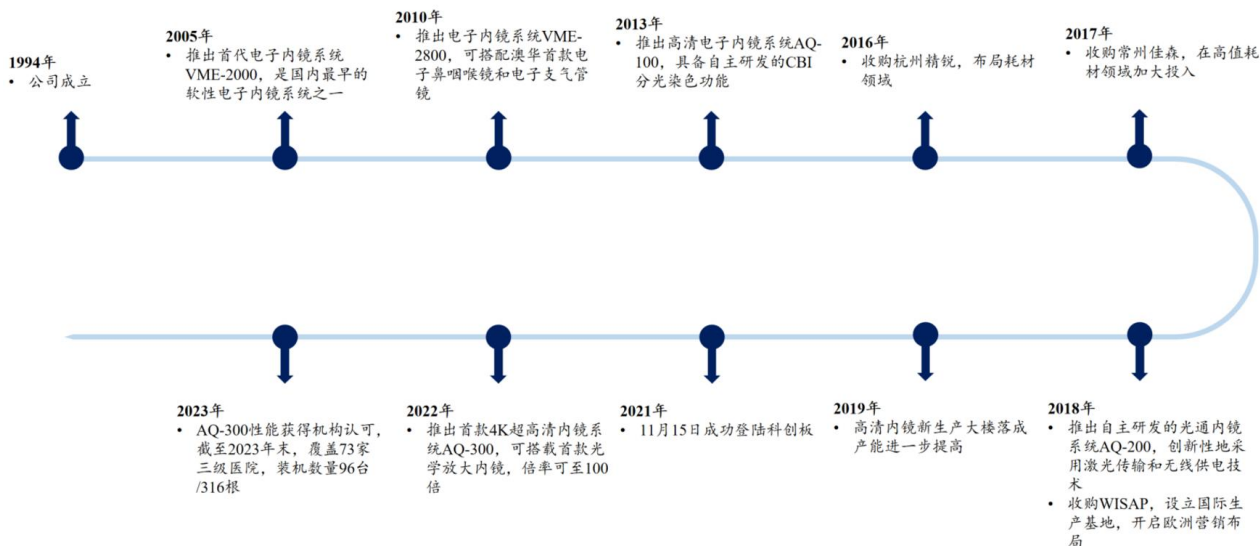 1994年
• 公司成立
2005年
• 推出首代电子内镜系统
VME-2000，是国内最早的
软性电子内镜系统之一
2010年
• 推出电子内镜系统VME-
2800，可搭配澳华首款电
子鼻咽喉镜和电子支气管
镜
2013年
• 推出高清电子内镜系统AQ-
100，具备自主研发的CBI
分光染色功能
2016年
• 收购杭州精锐，布局耗材
领域
2017年
• 收购常州佳森，在高值耗
材领域加大投入
2018年
• 推出自主研发的光通内镜
系统AQ-200，创新性地采
用激光传输和无线供电技
术
• 收购WISAP，设立国际生
产基地，开启欧洲营销布
局
2019年
• 高清内镜新生产大楼落成
产能进一步提高
2021年
• 11月15日成功登陆科创板
2022年
• 推出首款4K超高清内镜系
统AQ-300，可搭载首款光
学放大内镜，倍率可至100
倍
2023年
• AQ-300性能获得机构认可，
截至2023年末，覆盖73家
三级医院，装机数量96台
/316根